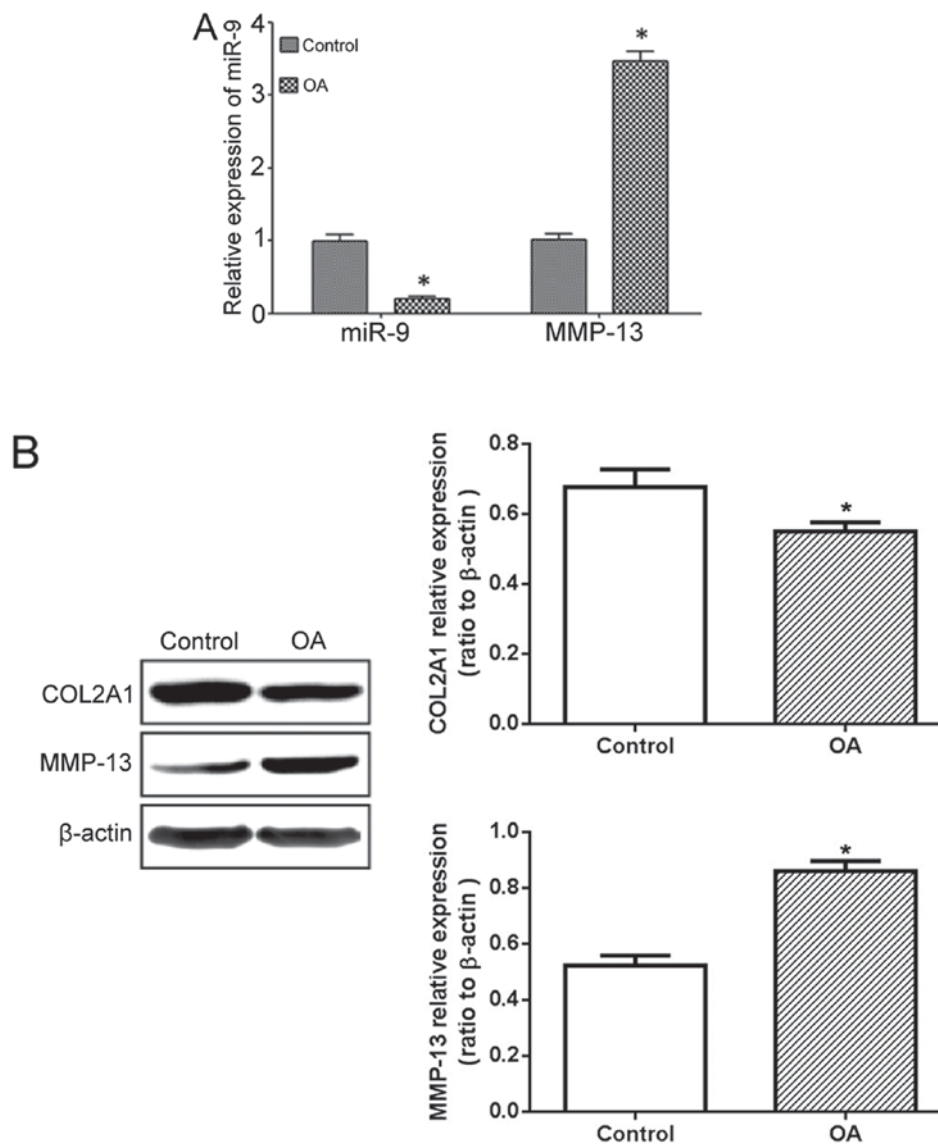 A
Relative expression of miR-9
4
3
2
1
0
Control
OA
*
*
miR-9
MMP-13
B
Control
OA
COL2A1
MMP-13
β-actin
COL2A1 relative expression
(ratio to β-actin )
0.8
0.6
0.4
0.2
0.0
*
Control
OA
MMP-13 relative expression
(ratio to β-actin )
1.0
0.8
0.6
0.4
0.2
0.0
*
Control
OA